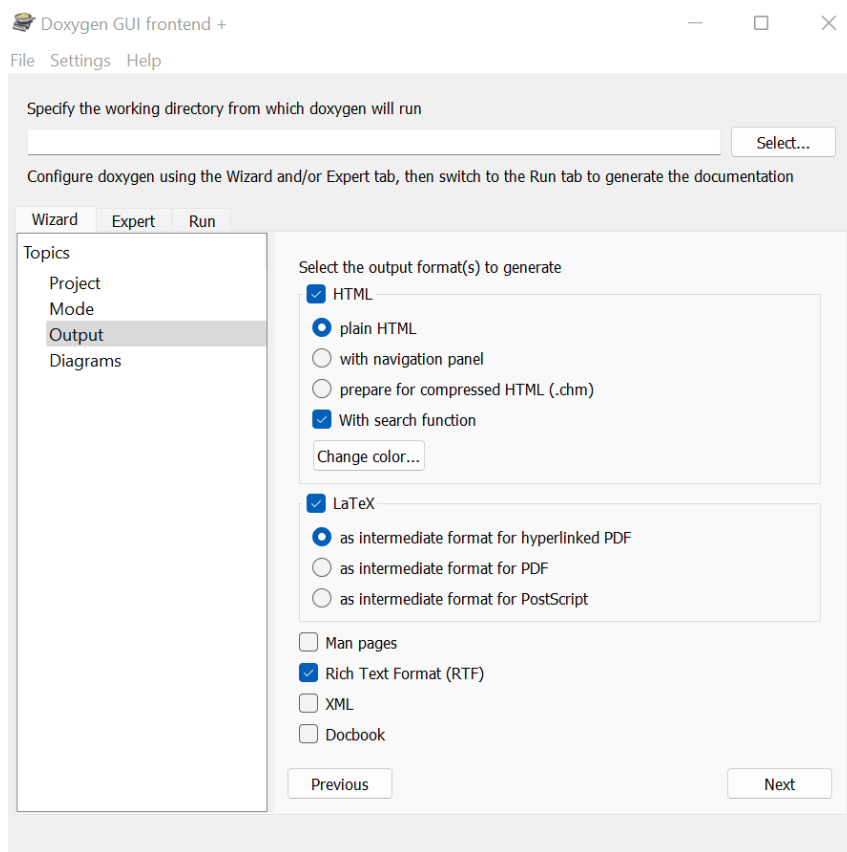 Doxygen GUI frontend +
File Settings Help
Specify the working directory from which doxygen will run
Select...
Configure doxygen using the Wizard and/or Expert tab, then switch to the Run tab to generate the documentation
Wizard Expert Run
Topics
Project
Mode
Output
Diagrams
Select the output format(s) to generate
HTML
plain HTML
with navigation panel
prepare for compressed HTML (.chm)
With search function
Change color...
LaTeX
as intermediate format for hyperlinked PDF
as intermediate format for PDF
as intermediate format for PostScript
Man pages
Rich Text Format (RTF)
XML
Docbook
Previous Next